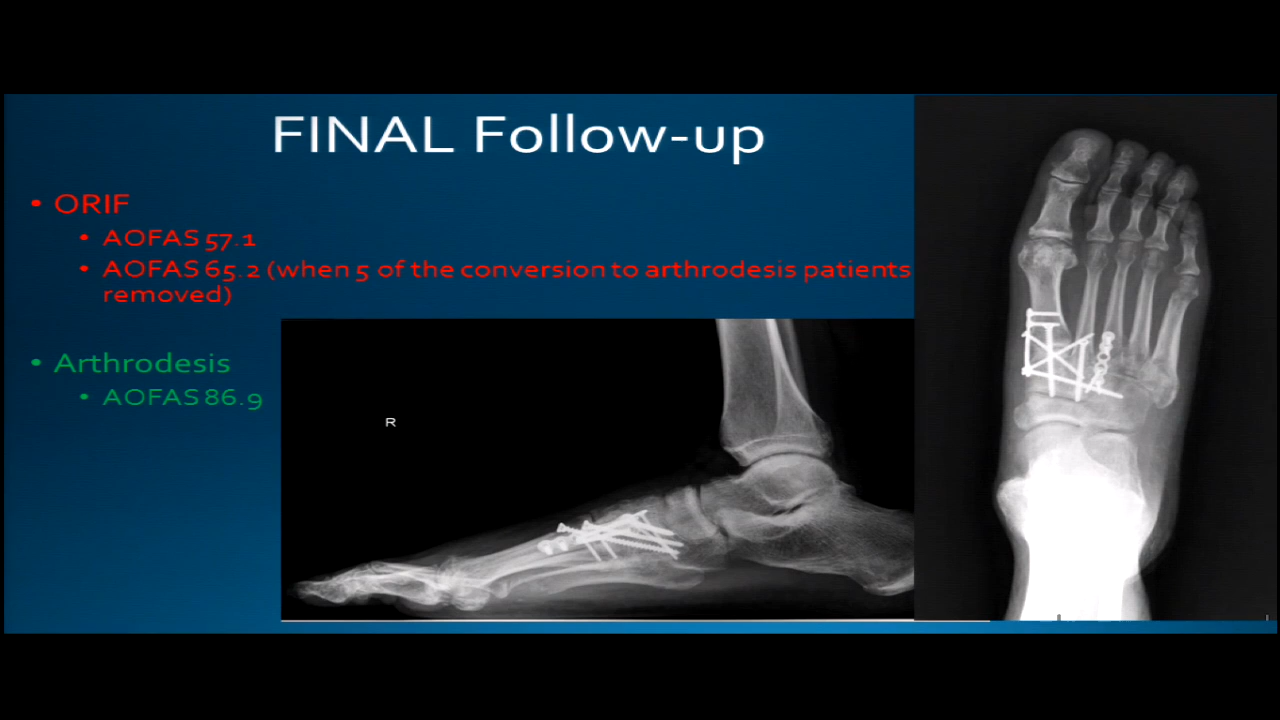 FINAL Follow-up
• ORIF
• AOFAS 57.1
• AOFAS 65.2 (when 5 of the conversion to arthrodesis patients
removed)
• Arthrodesis
• AOFAS 86.9
R